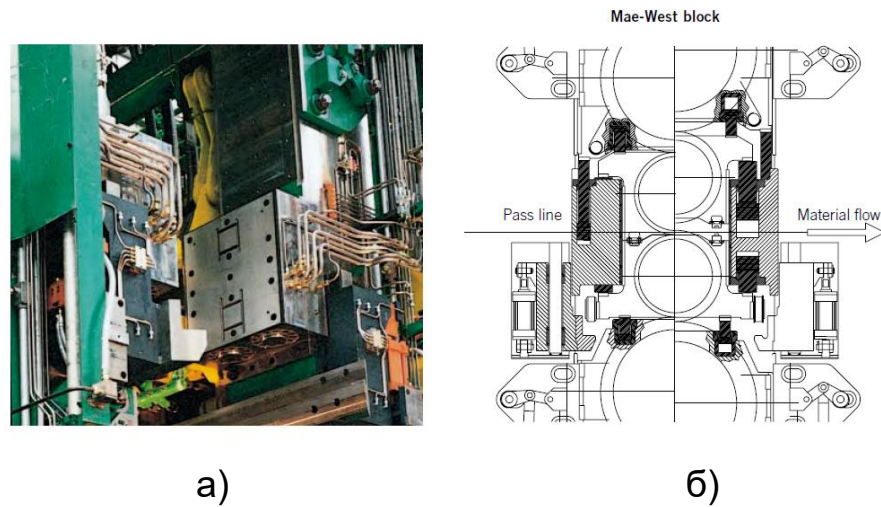 Mae-West block
Pass line
Material flow
а)
б)